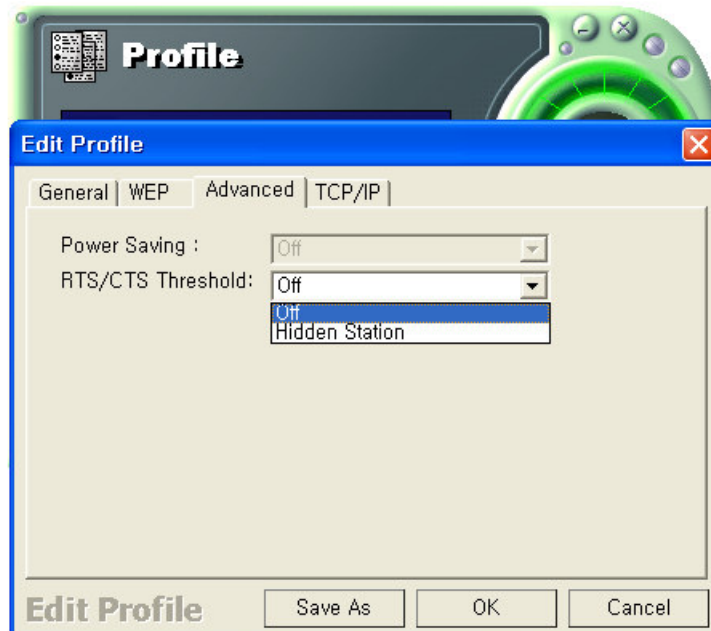 Profile
Edit Profile
General WEP Advanced TCP/IP
Power Saving : Off
RTS/CTS Threshold: Off
Off
Hidden Station
Edit Profile Save As OK Cancel